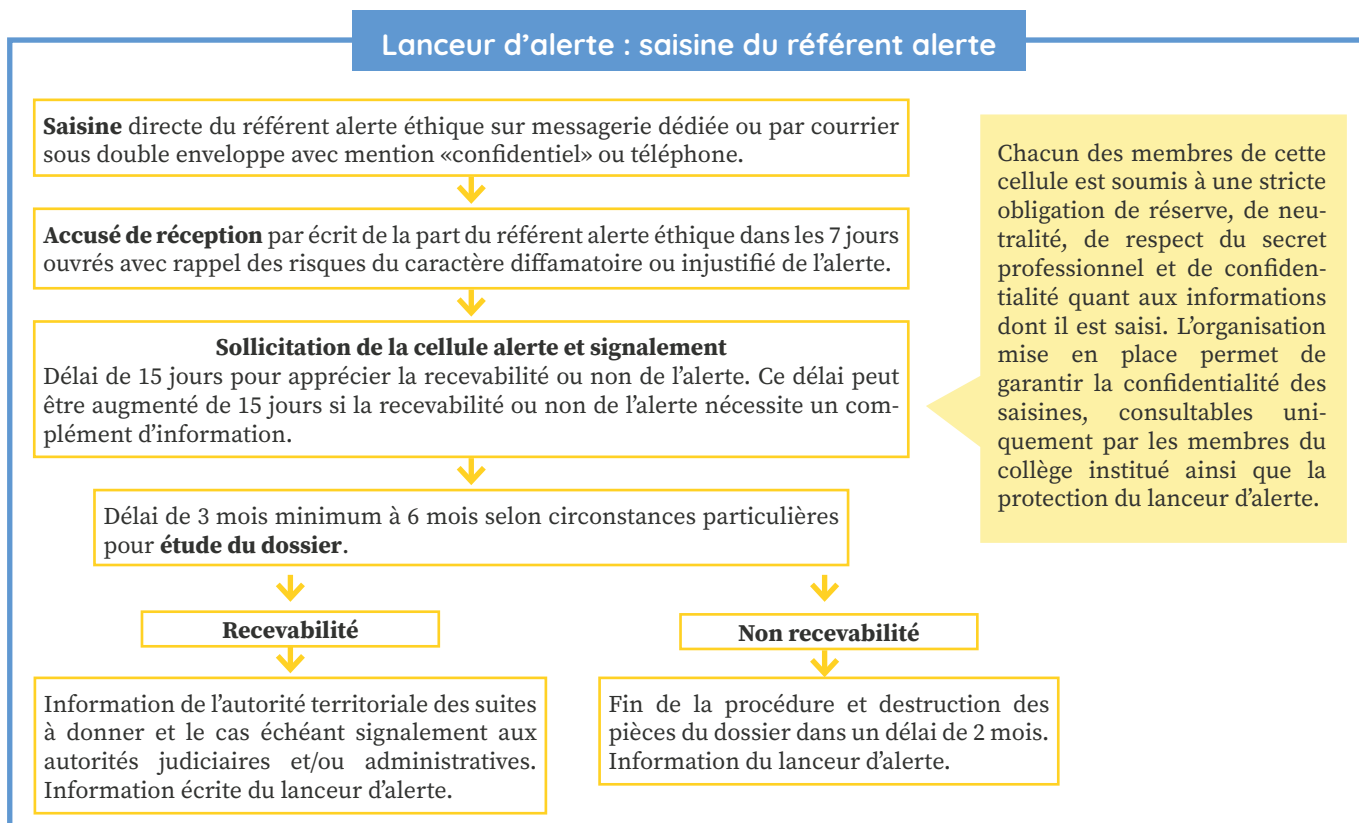 Lanceur d’alerte : saisine du référent alerte
Saisine directe du référent alerte éthique sur messagerie dédiée ou par courrier
sous double enveloppe avec mention «confidentiel» ou téléphone.
Accusé de réception par écrit de la part du référent alerte éthique dans les 7 jours
ouvrés avec rappel des risques du caractère diffamatoire ou injustifié de l’alerte.
Sollicitation de la cellule alerte et signalement
Délai de 15 jours pour apprécier la recevabilité ou non de l’alerte. Ce délai peut
être augmenté de 15 jours si la recevabilité ou non de l’alerte nécessite un com-
plément d’information.
Chacun des membres de cette
cellule est soumis à une stricte
obligation de réserve, de neu-
tralité, de respect du secret
professionnel et de confiden-
tialité quant aux informations
dont il est saisi. L’organisation
mise en place permet de
garantir la confidentialité des
saisines, consultables uni-
quement par les membres du
collège institué ainsi que la
protection du lanceur d’alerte.
Délai de 3 mois minimum à 6 mois selon circonstances particulières
pour étude du dossier.
Recevabilité
Information de l’autorité territoriale des suites
à donner et le cas échéant signalement aux
autorités judiciaires et/ou administratives.
Information écrite du lanceur d’alerte.
Non recevabilité
Fin de la procédure et destruction des
pièces du dossier dans un délai de 2 mois.
Information du lanceur d’alerte.